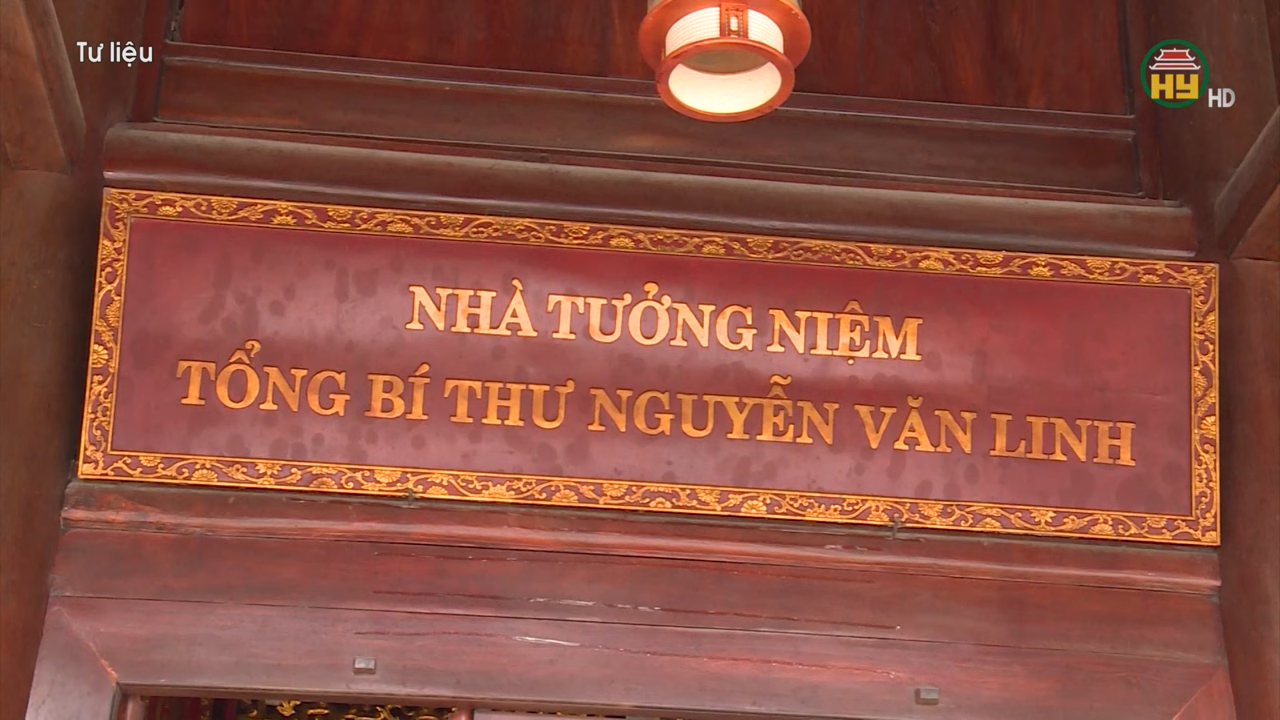 Tư liệu
HY HD
NHÀ TƯỞNG NIỆM
TỔNG BÍ THƯ NGUYỄN VĂN LINH